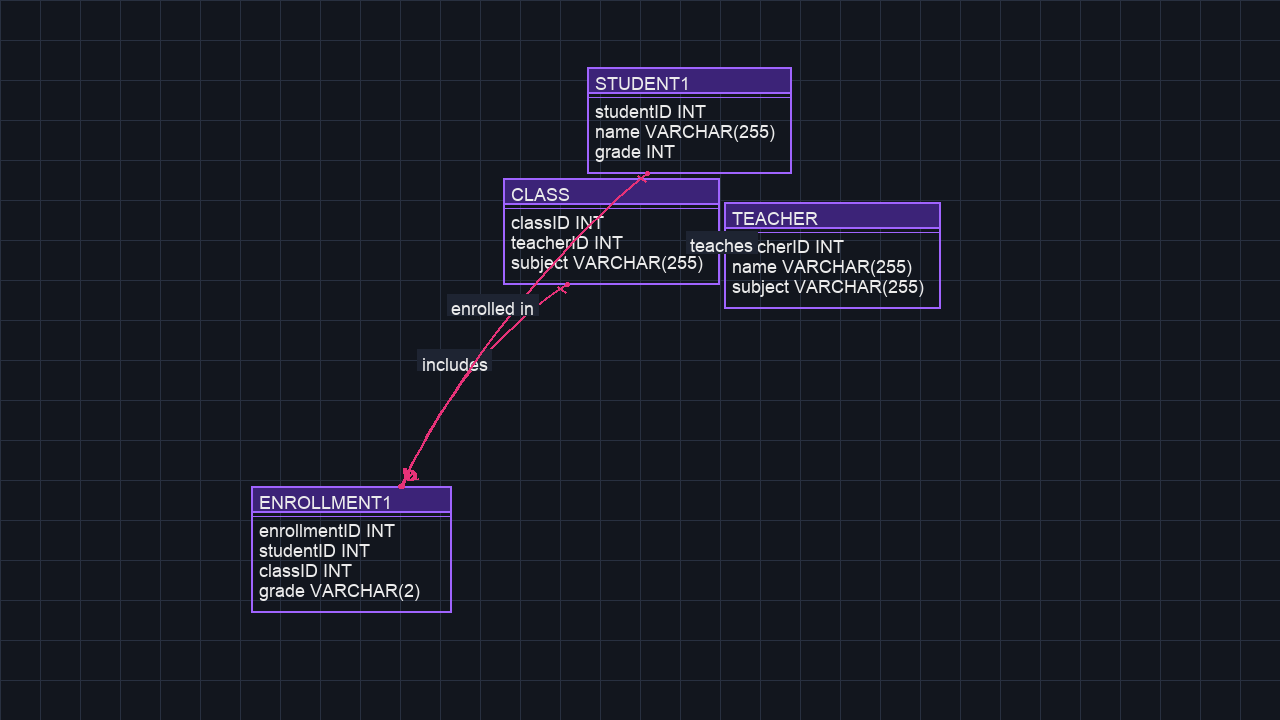 STUDENT1
studentID INT
name VARCHAR(255)
grade INT
CLASS
classID INT
teacherID INT
subject VARCHAR(255)
teaches
TEACHER
cherID INT
name VARCHAR(255)
subject VARCHAR(255)
enrolled in
includes
ENROLLMENT1
enrollmentID INT
studentID INT
classID INT
grade VARCHAR(2)